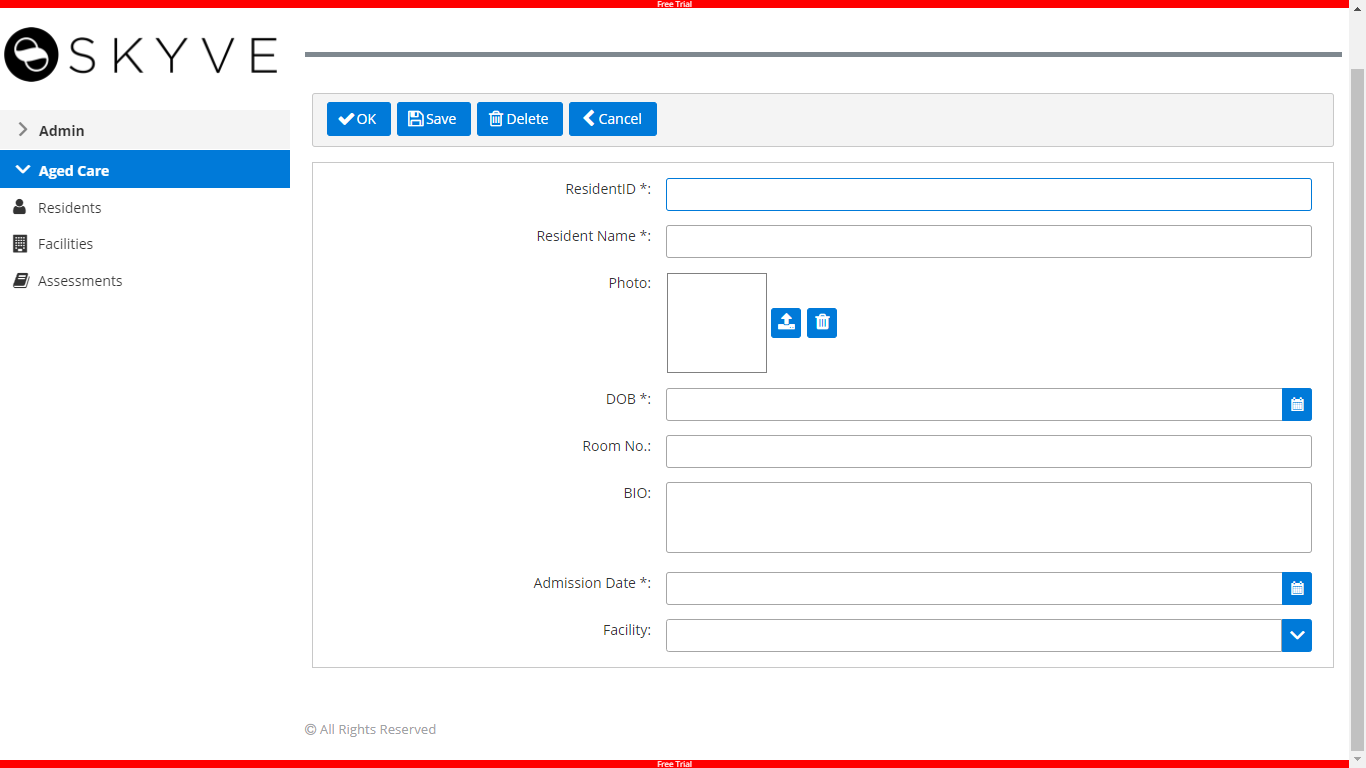 Free Trial
SKYVE
OK Save Delete Cancel
Admin
Aged Care
Residents
Facilities
Assessments
ResidentID *:
Resident Name *:
Photo:
DOB *:
Room No.:
BIO:
Admission Date *:
Facility:
© All Rights Reserved
Free Trial